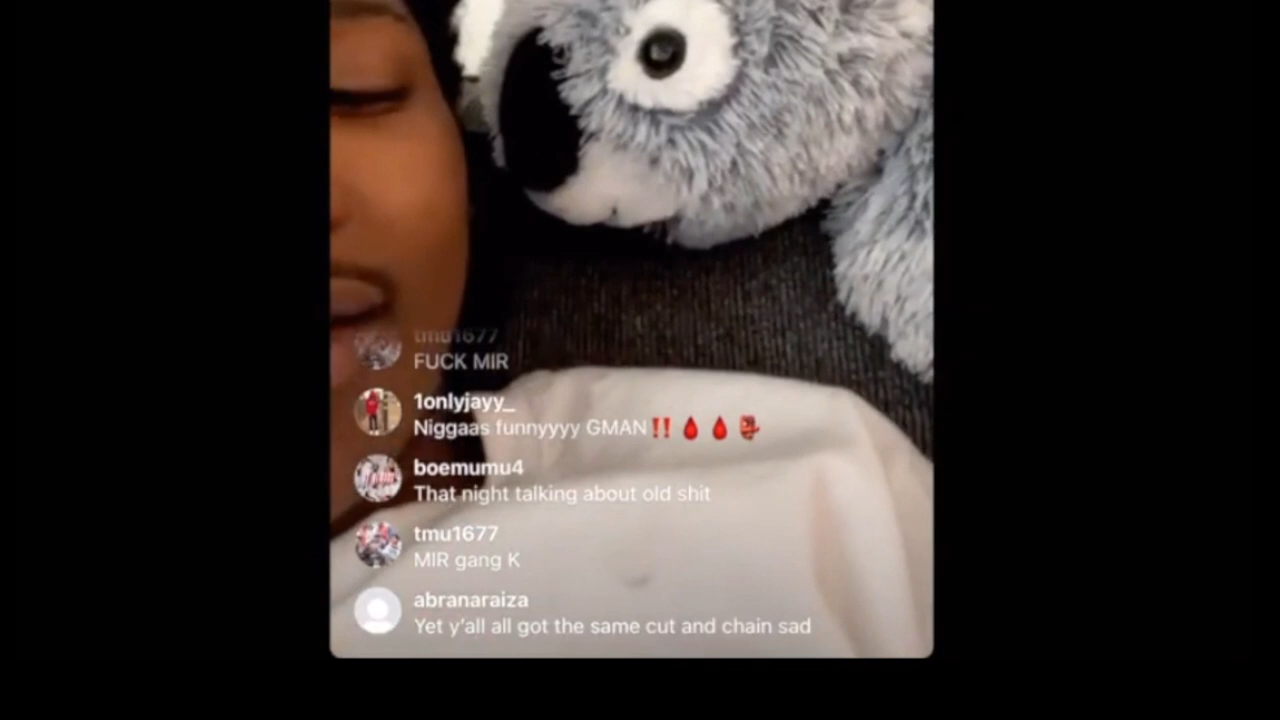 tmu1677
FUCK MIR
1onlyjayy_
Niggaas funnyyyy GMAN‼️🩸🩸👺
boemumu4
That night talking about old shit
tmu1677
MIR gang K
abranaraiza
Yet y'all all got the same cut and chain sad